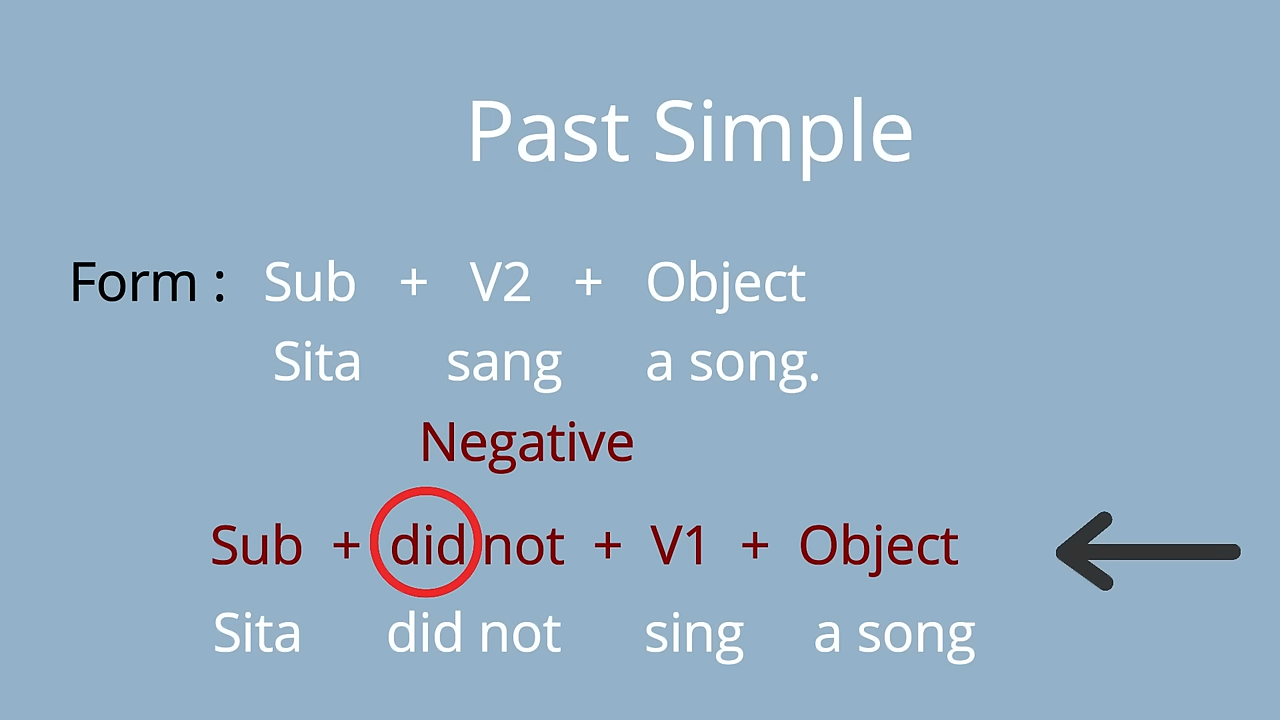 Past Simple
Form : Sub + V2 + Object
Sita sang a song.
Negative
Sub + did not + V1 + Object
Sita did not sing a song